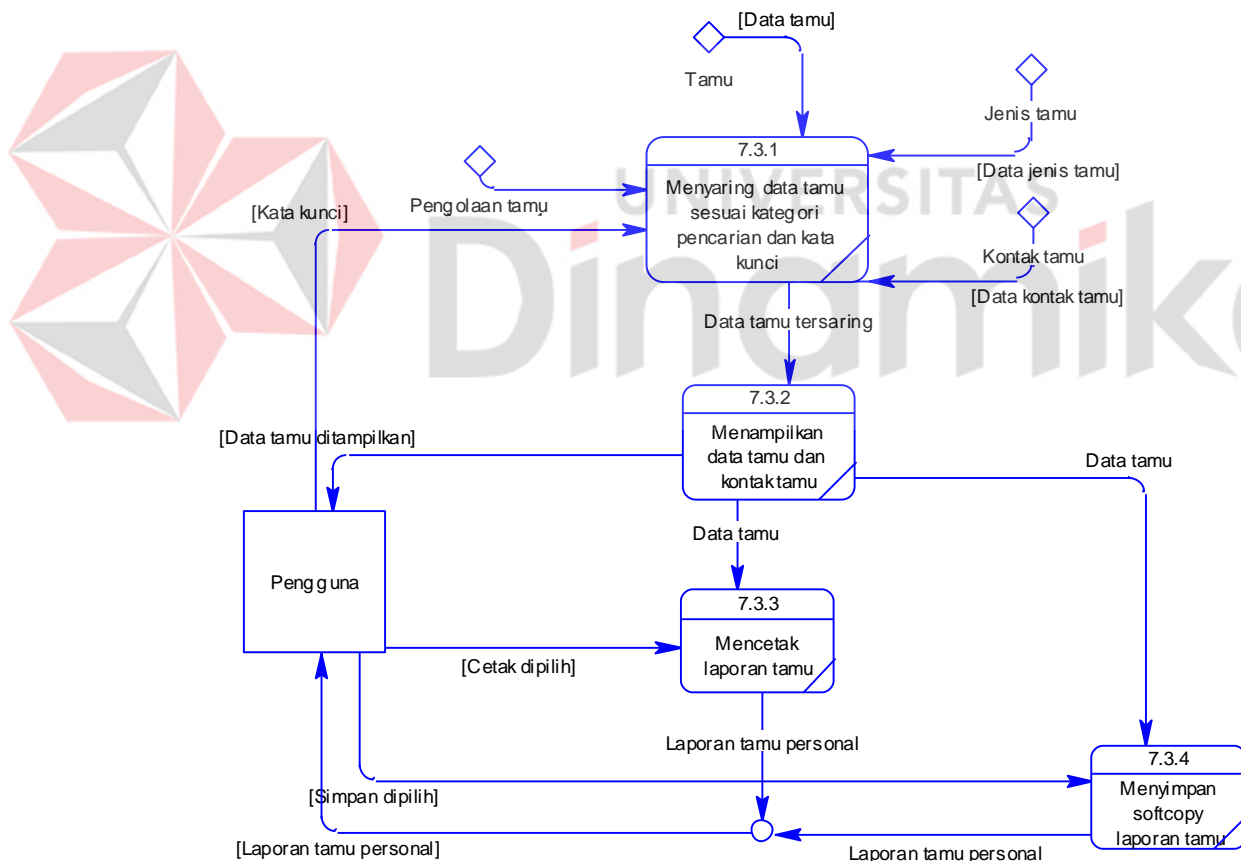 [Data tamu]
Tamu
Jenis tamu
7.3.1
Menyaring data tamu
sesuai kategori
pencarian dan kata
kunci
[Data jenis tamu]
UNIVERSITAS
Dinamika
Pengolaan tamu
[Kata kunci]
Kontak tamu
[Data kontak tamu]
Data tamu tersaring
7.3.2
Menampilkan
data tamu dan
kontak tamu
[Data tamu ditampilkan]
Data tamu
Data tamu
Pengguna
7.3.3
Mencetak
laporan tamu
[Cetak dipilih]
Laporan tamu personal
7.3.4
Menyimpan
softcopy
laporan tamu
[Simpan dipilih]
[Laporan tamu personal]
Laporan tamu personal